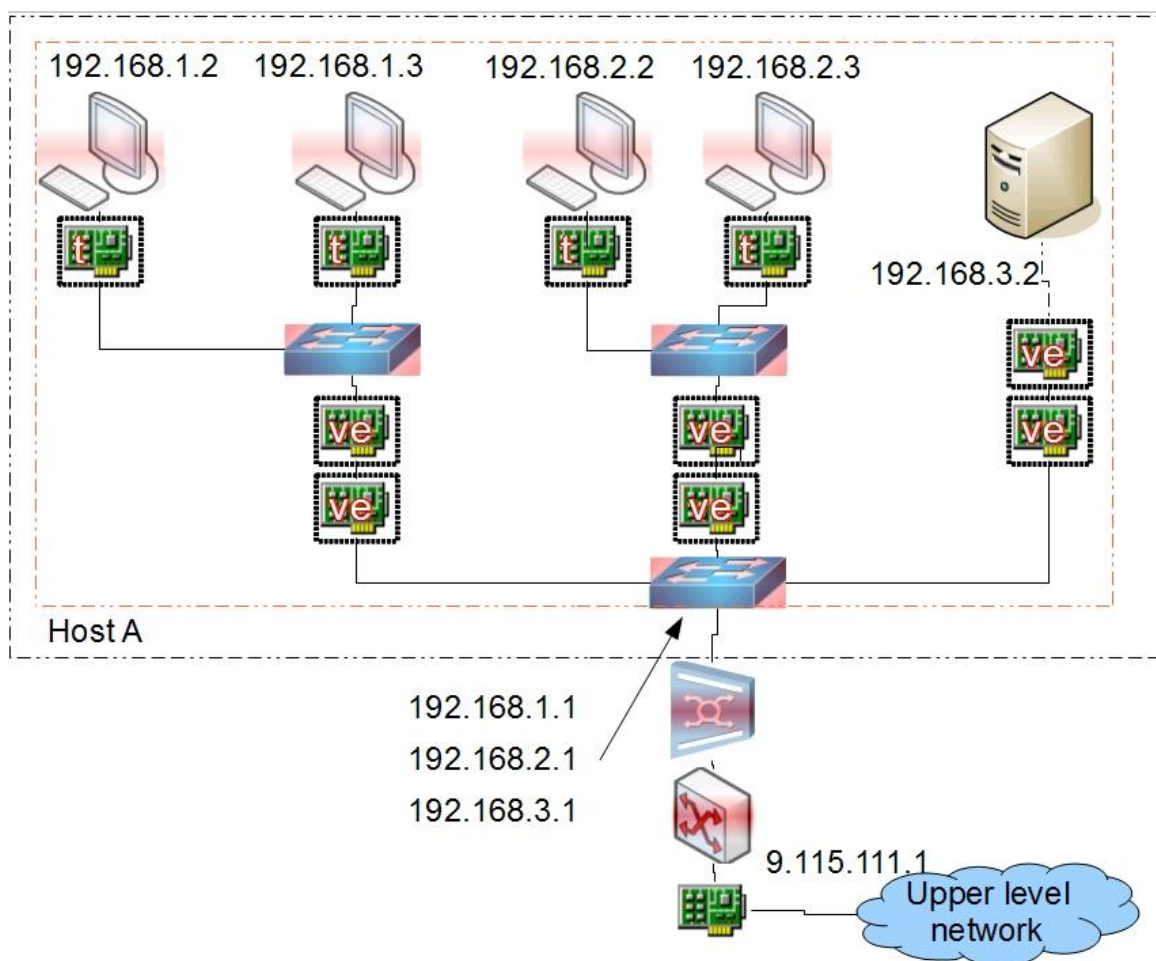 192.168.1.2
192.168.1.3
192.168.2.2
192.168.2.3
t
t
t
t
192.168.3.2
ve
ve
ve
ve
ve
ve
Host A
192.168.1.1
192.168.2.1
192.168.3.1
9.115.111.1
Upper level
network